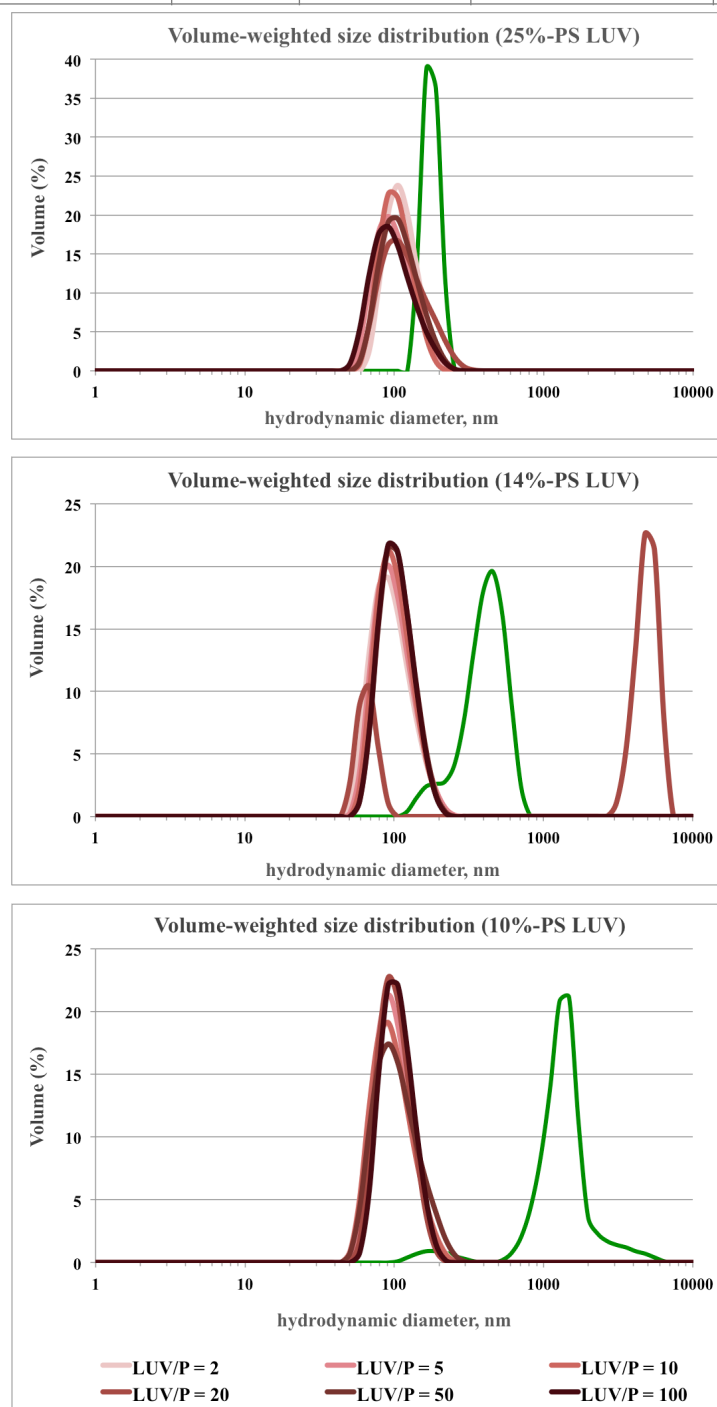 Volume-weighted size distribution (25%-PS LUV)
40
35
30
25
20
15
10
5
0
Volume (%)
1 10 100 1000 10000
hydrodynamic diameter, nm
Volume-weighted size distribution (14%-PS LUV)
25
20
15
10
5
0
Volume (%)
1 10 100 1000 10000
hydrodynamic diameter, nm
Volume-weighted size distribution (10%-PS LUV)
25
20
15
10
5
0
Volume (%)
1 10 100 1000 10000
hydrodynamic diameter, nm
LUV/P = 2 LUV/P = 5 LUV/P = 10
LUV/P = 20 LUV/P = 50 LUV/P = 100